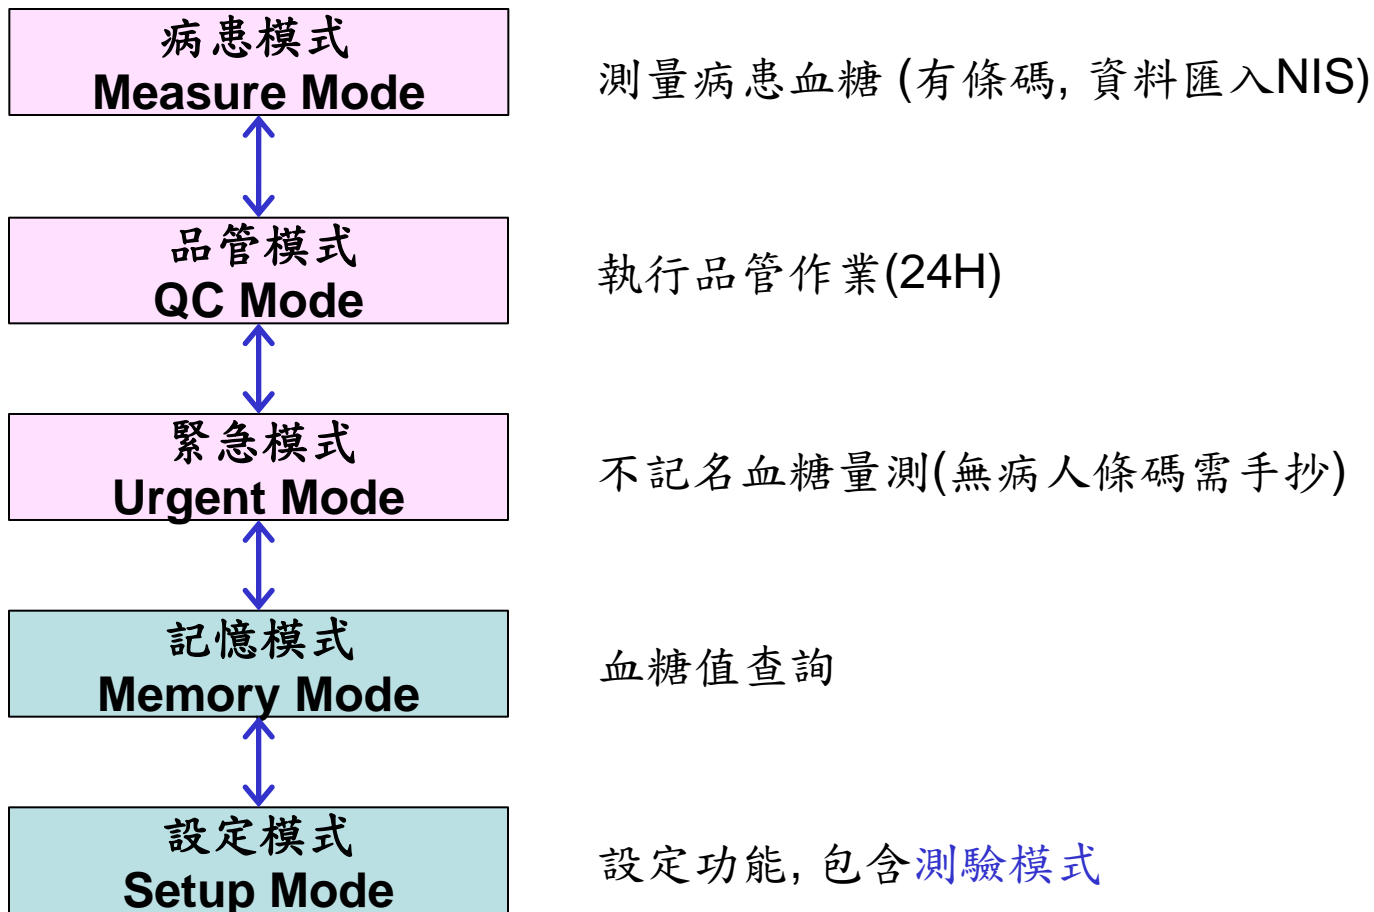 病患模式
Measure Mode
測量病患血糖 (有條碼, 資料匯入NIS)
品管模式
QC Mode
執行品管作業(24H)
緊急模式
Urgent Mode
不記名血糖量測(無病人條碼需手抄)
記憶模式
Memory Mode
血糖值查詢
設定模式
Setup Mode
設定功能, 包含測驗模式